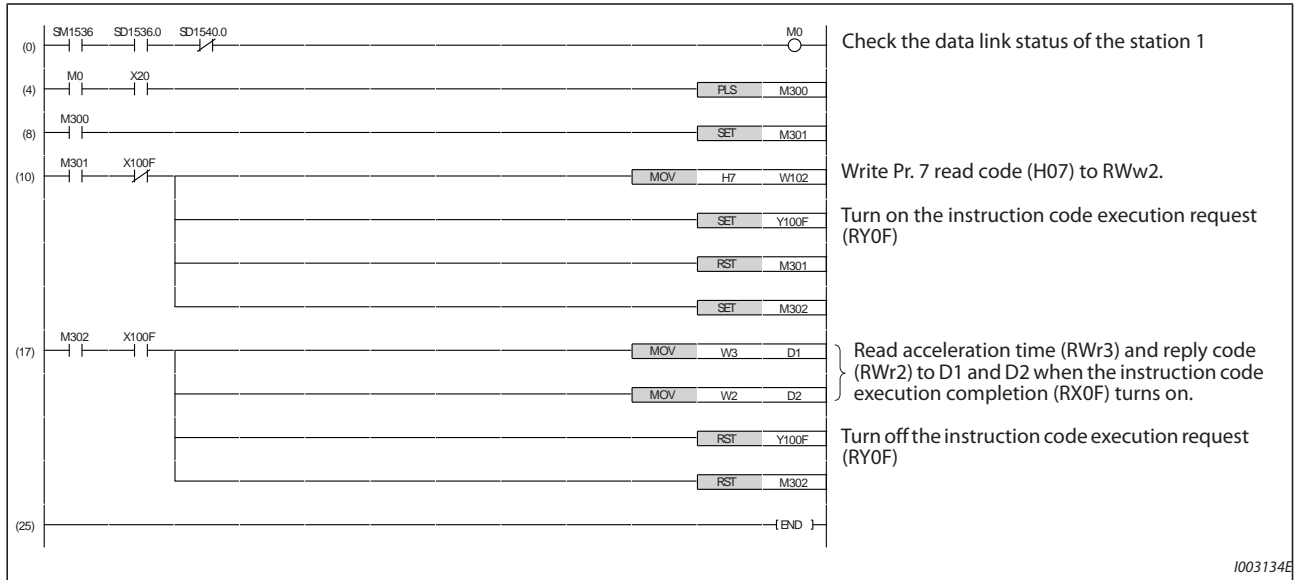 SM1536 SD1536.0 SD1540.0 M0
(0) Check the data link status of the station 1
M0 X20
(4) PLS M300
M300
(8) SET M301
M301 X100F
(10) MOV H7 W102 Write Pr. 7 read code (H07) to RWw2.
SET Y100F Turn on the instruction code execution request
(RY0F)
RST M301
SET M302
M302 X100F
(17) MOV W3 D1 Read acceleration time (RWr3) and reply code
(RWr2) to D1 and D2 when the instruction code
MOV W2 D2 execution completion (RX0F) turns on.
RST Y100F Turn off the instruction code execution request
(RY0F)
RST M302
(25) END
I003134E